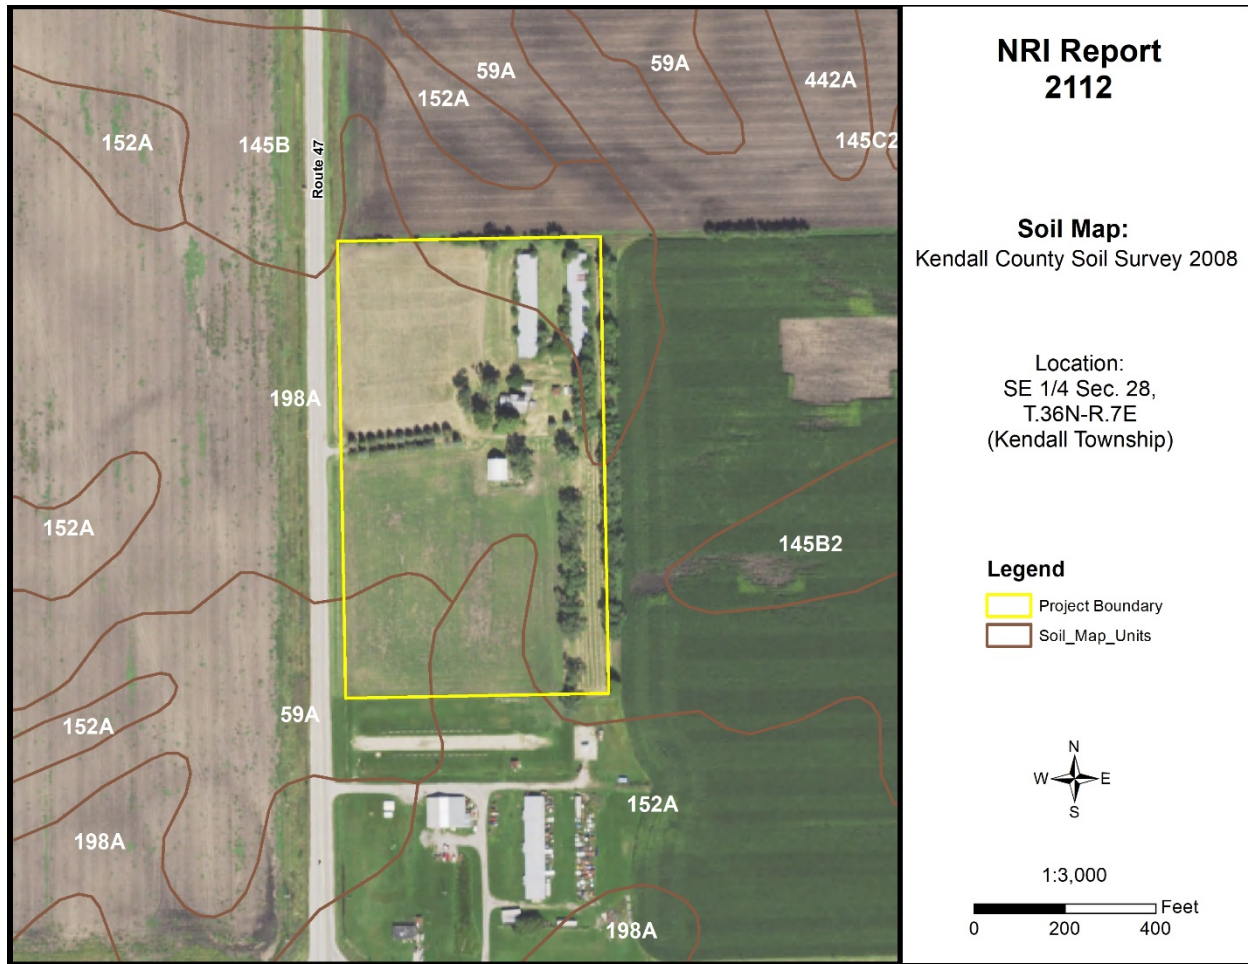 59A
59A
442A
152A
152A
145B
145C2
Route 47
198A
152A
145B2
152A
59A
152A
198A
198A
NRI Report
2112
Soil Map:
Kendall County Soil Survey 2008
Location:
SE 1/4 Sec. 28,
T.36N-R.7E
(Kendall Township)
Legend
Project Boundary
Soil_Map_Units
N
W
E
S
1:3,000
Feet
0 200 400